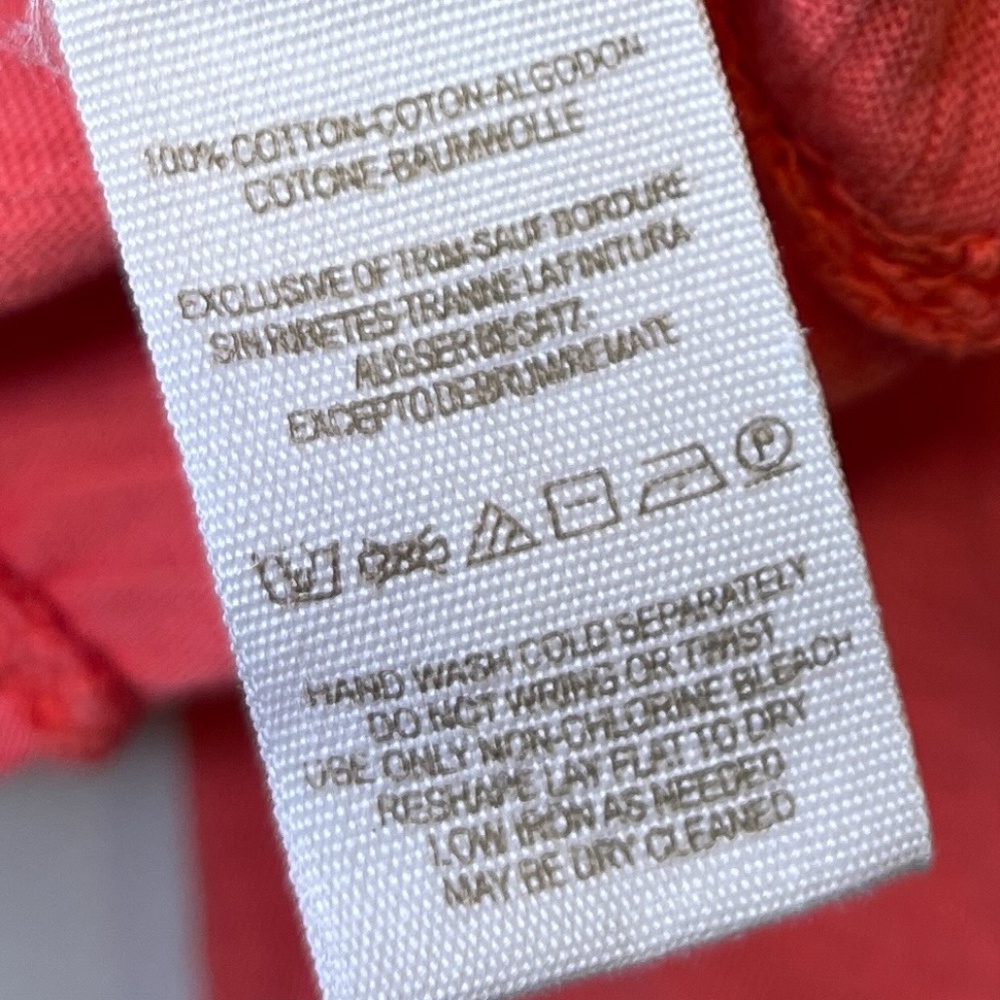 100% COTTON-COTON-ALGODON
COTONE-BAUMWOLLE
EXCLUSIVE OF TRIM-SAUF BORDURE
SIN RIBETES-TRANNE LA FINITURA
AUSSER BESATZ
EXCEPTO DEBRUM/REMATE
P
HAND WASH COLD SEPARATELY
DO NOT WRING OR TWIST
USE ONLY NON-CHLORINE BLEACH
RESHAPE LAY FLAT TO DRY
LOW IRON AS NEEDED
MAY BE DRY CLEANED